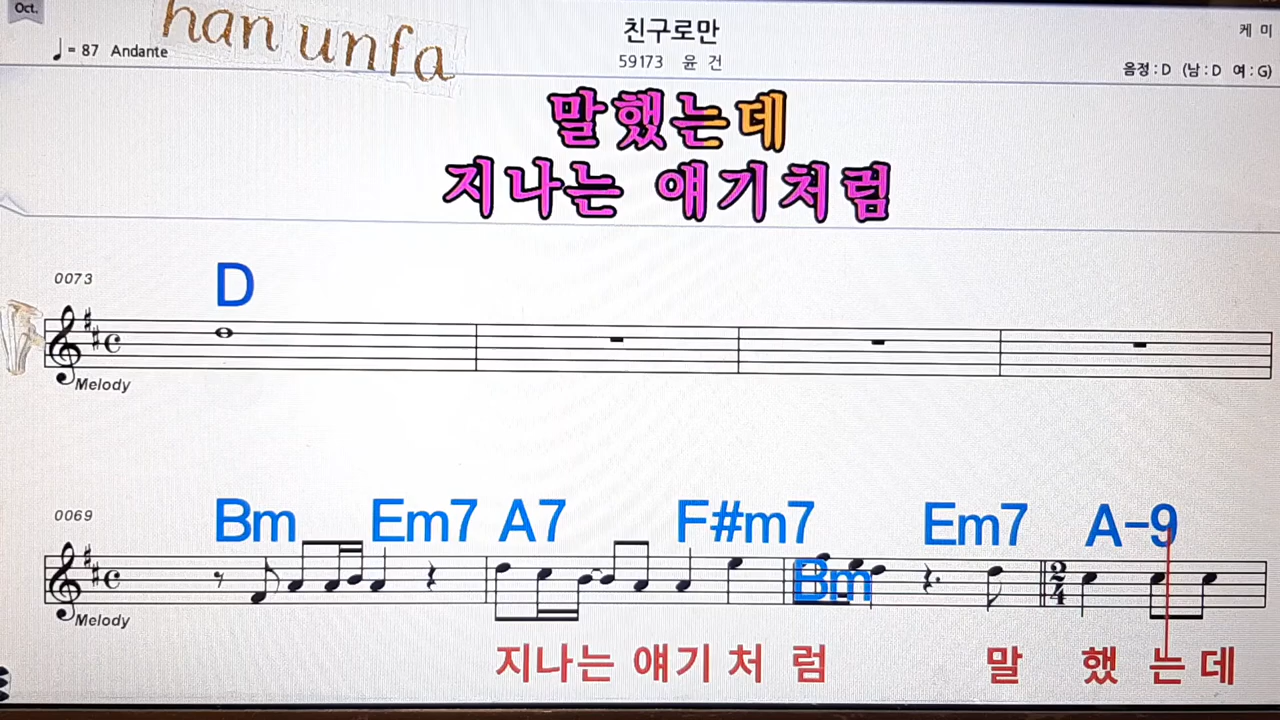 Oct.
han unfa
친구로만
케 미
♩= 87 Andante
59173 윤 건
음정 : D (남 : D 여 : G)
말했는데
지나는 얘기처럼
0073
D
Melody
0069
Bm Em7 A7 F#m7 Bm Em7 A-9
2
4
Melody
지나는 얘기 처 럼 말 했 는 데